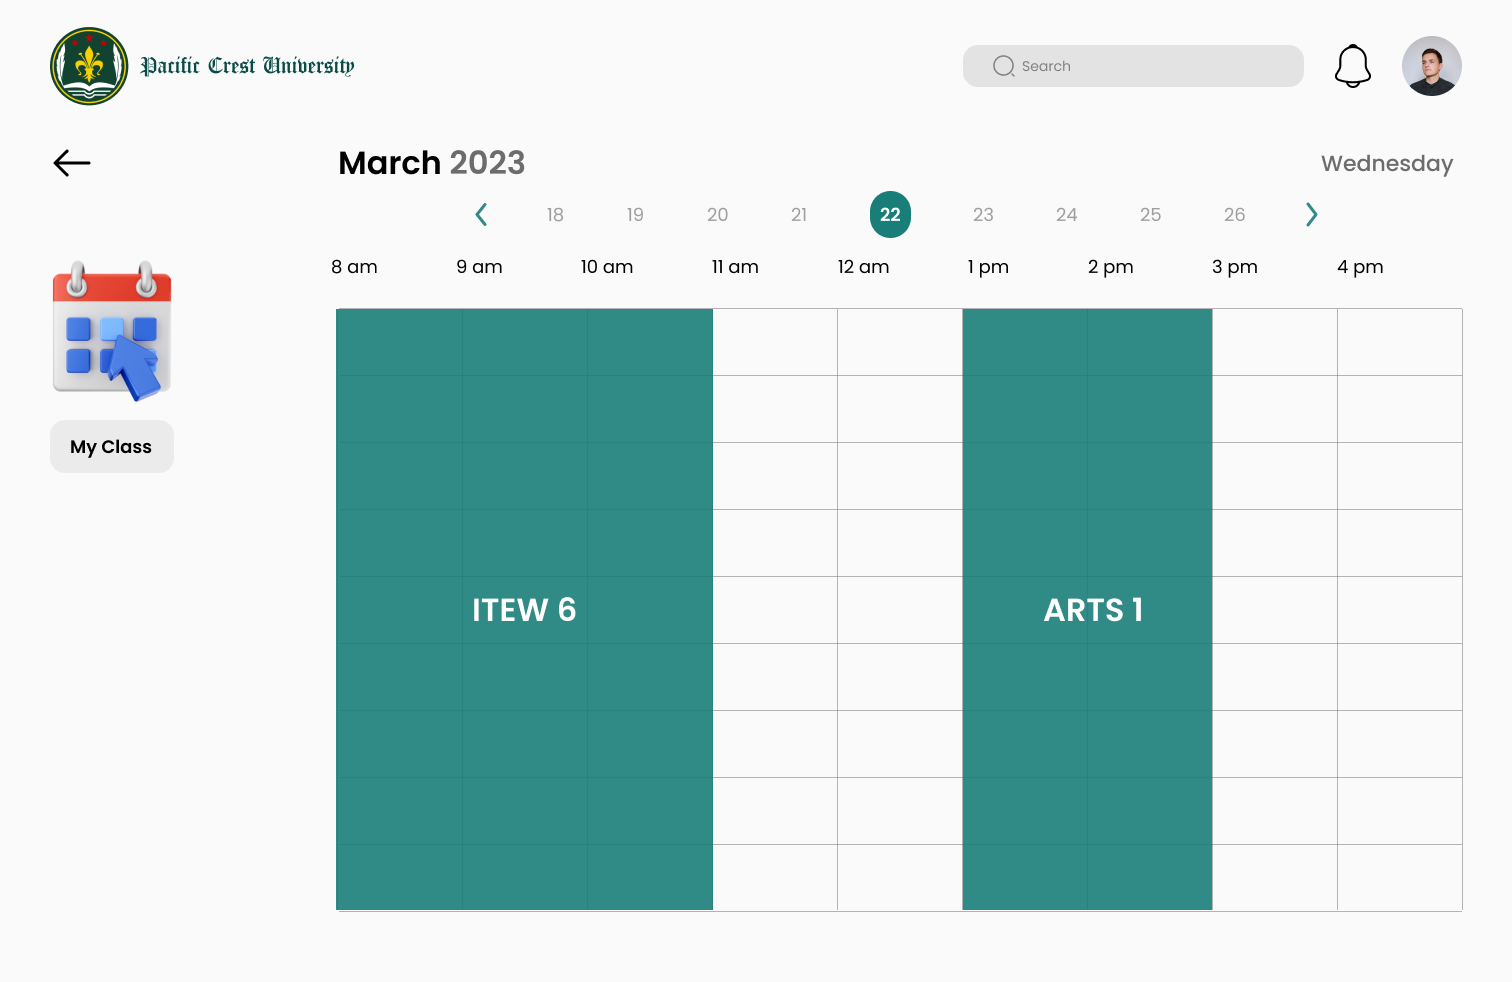 Pacific Crest University
Search
March 2023
Wednesday
18 19 20 21 22 23 24 25 26
8 am 9 am 10 am 11 am 12 am 1 pm 2 pm 3 pm 4 pm
My Class
ITEW 6
ARTS 1